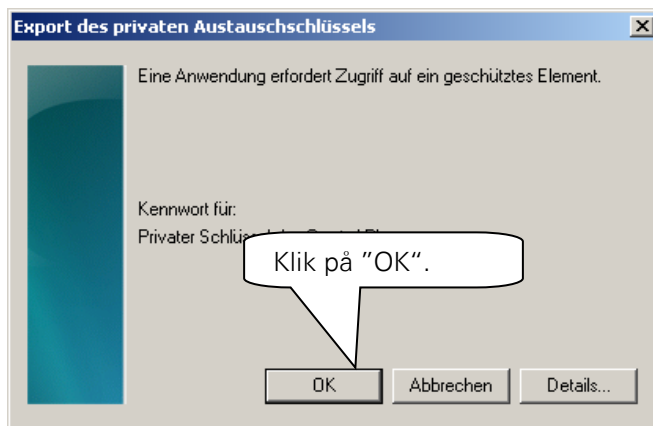 Export des privaten Austauschschlüssels
Eine Anwendung erfordert Zugriff auf ein geschütztes Element.
Kennwort für:
Privater
Klik på ”OK“.
OK Abbrechen Details...